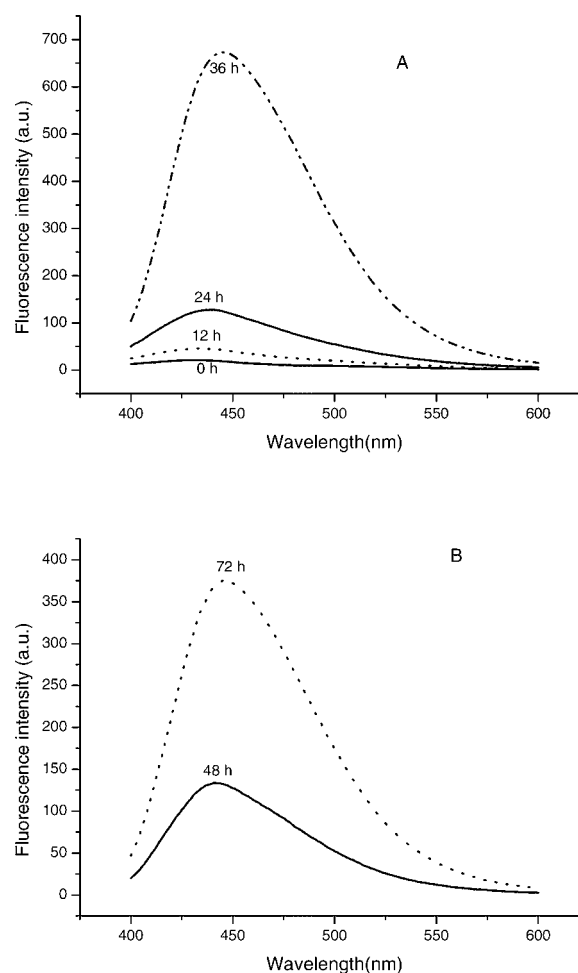 A
Fluorescence intensity (a.u.)
700
600
500
400
300
200
100
0
36 h
24 h
12 h
0 h
400 450 500 550 600
Wavelength(nm)
B
Fluorescence intensity (a.u.)
400
350
300
250
200
150
100
50
0
72 h
48 h
400 450 500 550 600
Wavelength(nm)